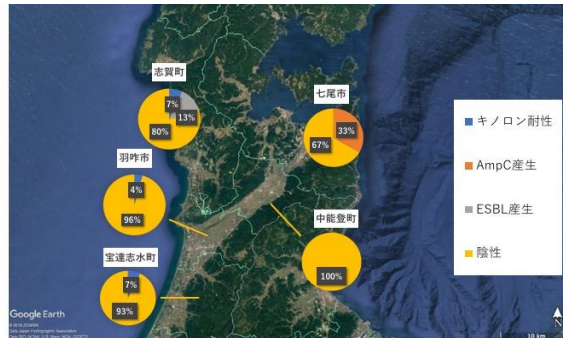 志賀町
7%
13%
80%
七尾市
33%
67%
羽咋市
4%
96%
中能登町
100%
宝達志水町
7%
93%
キノロン耐性
AmpC産生
ESBL産生
陰性
Google Earth
N
10 km